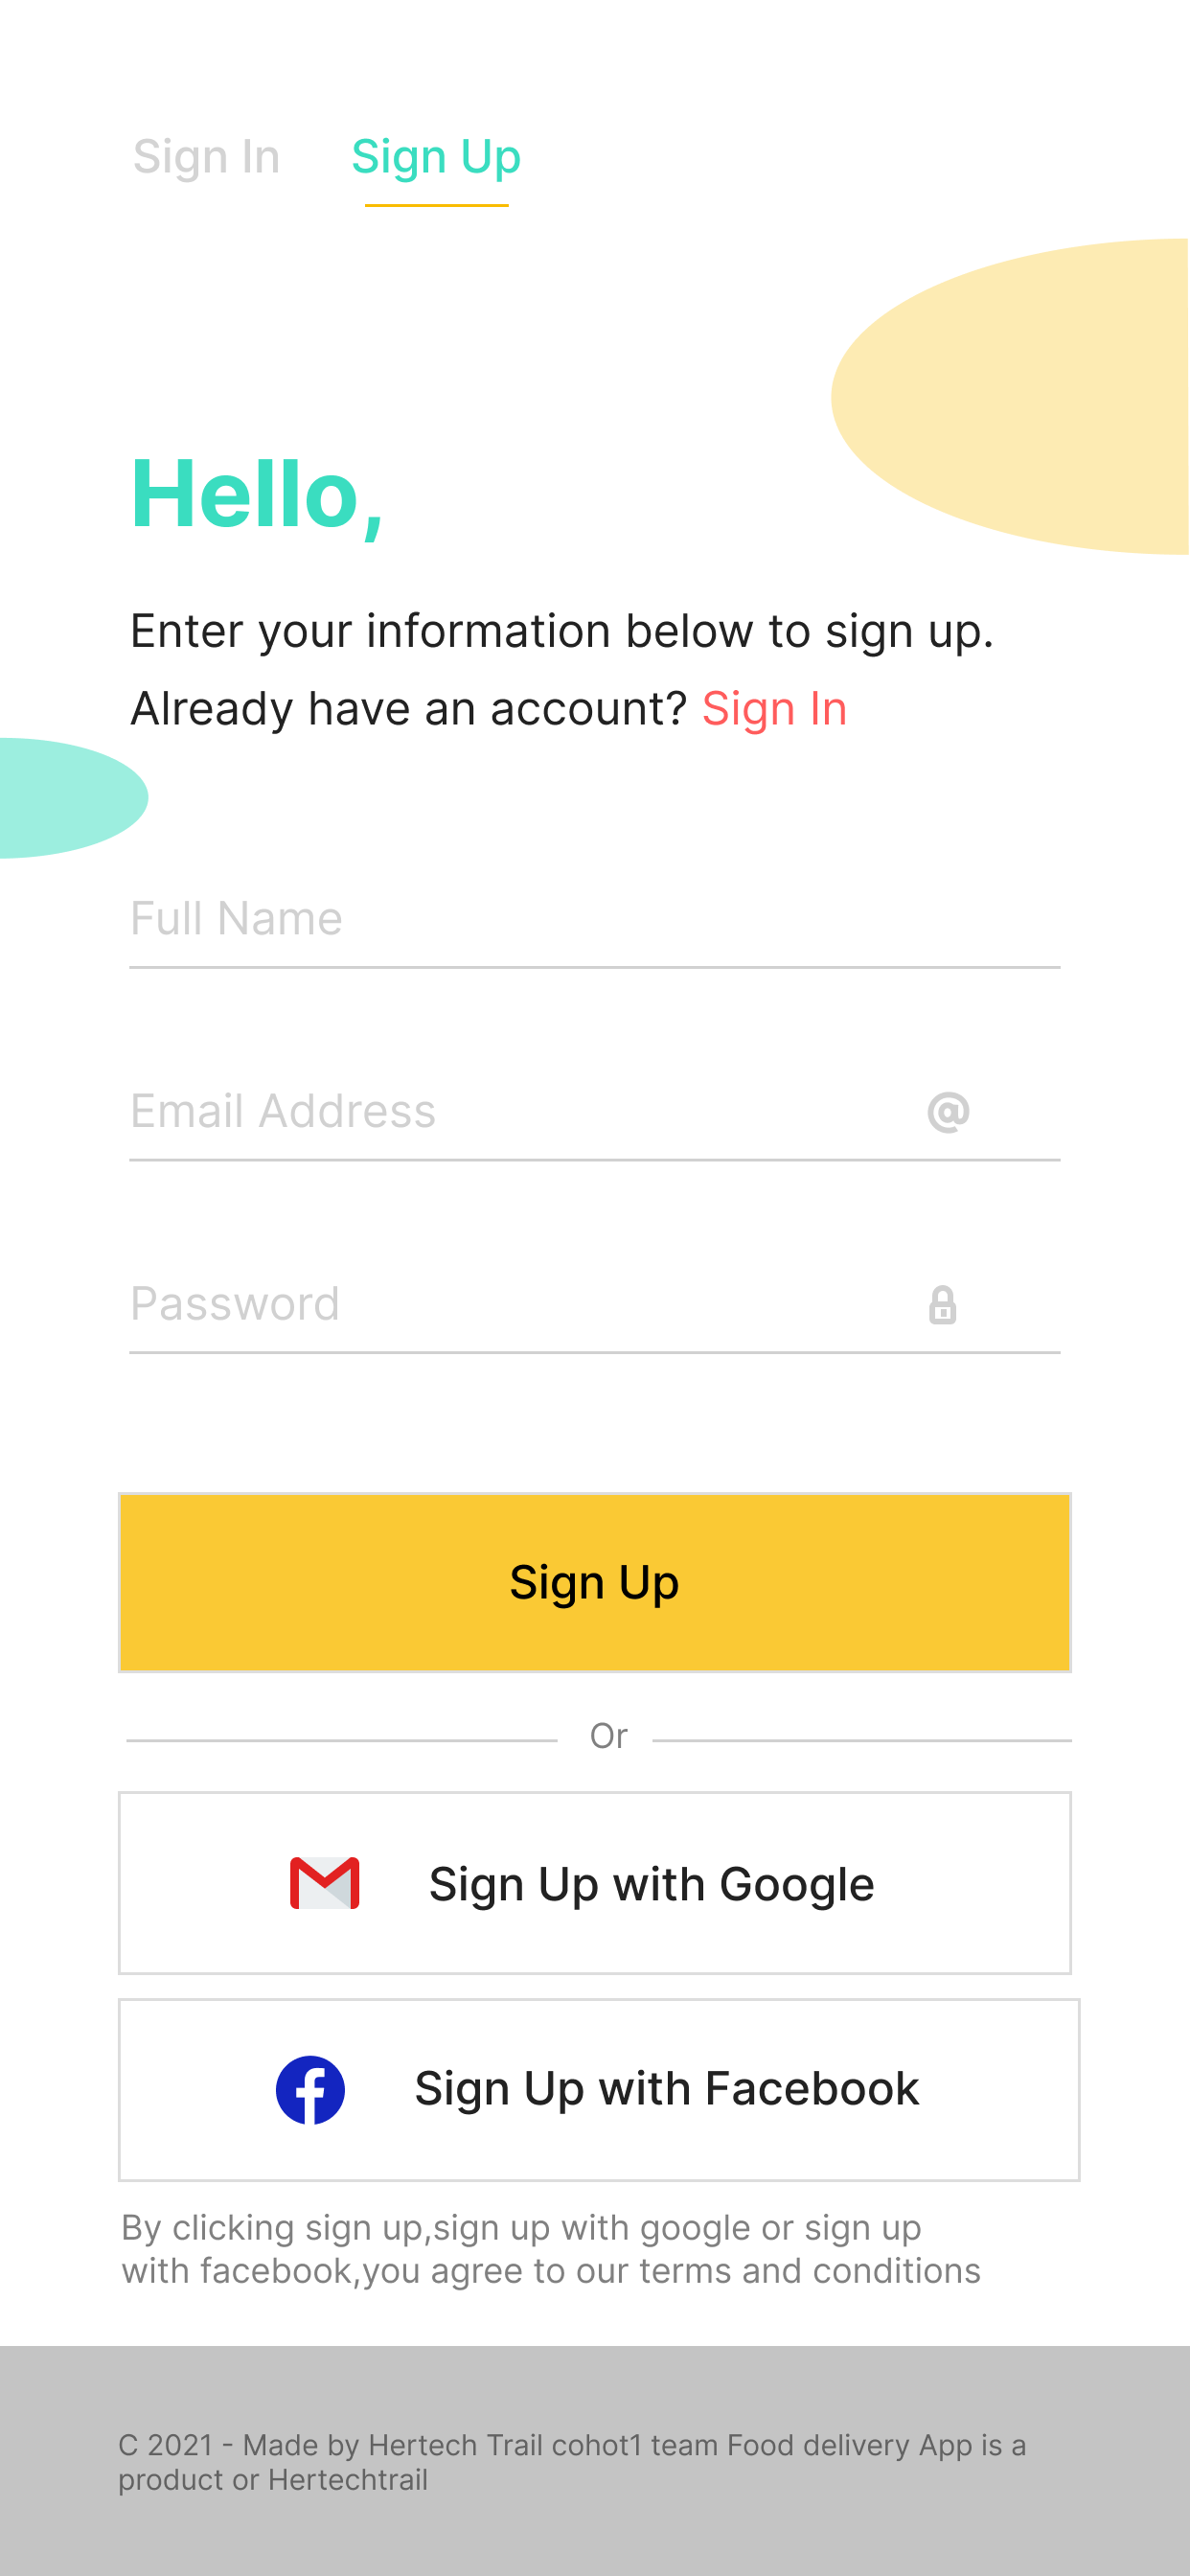 Sign In Sign Up
Hello,
Enter your information below to sign up.
Already have an account? Sign In
Full Name
Email Address @
Password
Sign Up
Or
Sign Up with Google
Sign Up with Facebook
By clicking sign up,sign up with google or sign up
with facebook,you agree to our terms and conditions
C 2021 - Made by Hertech Trail cohot1 team Food delivery App is a
product or Hertechtrail